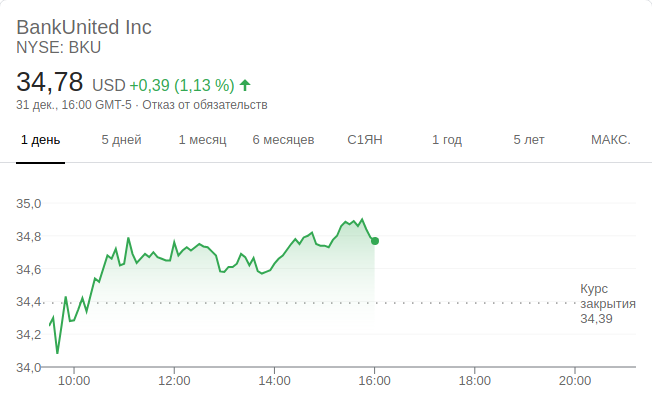 BankUnited Inc
NYSE: BKU
34,78 USD +0,39 (1,13 %)
31 дек., 16:00 GMT-5 · Отказ от обязательств
1 день 5 дней 1 месяц 6 месяцев С1ЯН 1 год 5 лет МАКС.
35,0
34,8
34,6
34,4
34,2
34,0
Курс
закрытия
34,39
10:00 12:00 14:00 16:00 18:00 20:00